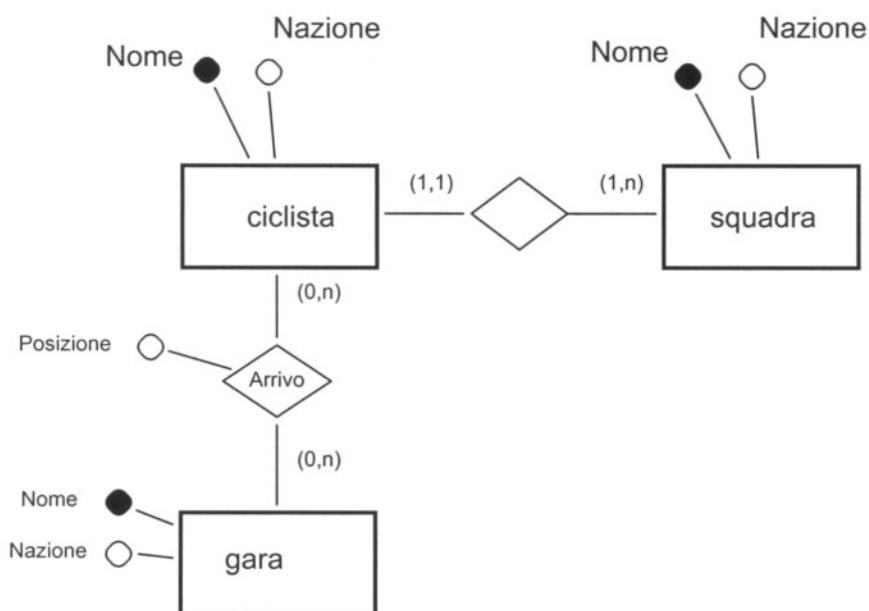 Nome
Nazione
Nome
Nazione
ciclista
(1,1)
(1,n)
squadra
(0,n)
Posizione
Arrivo
(0,n)
Nome
Nazione
gara